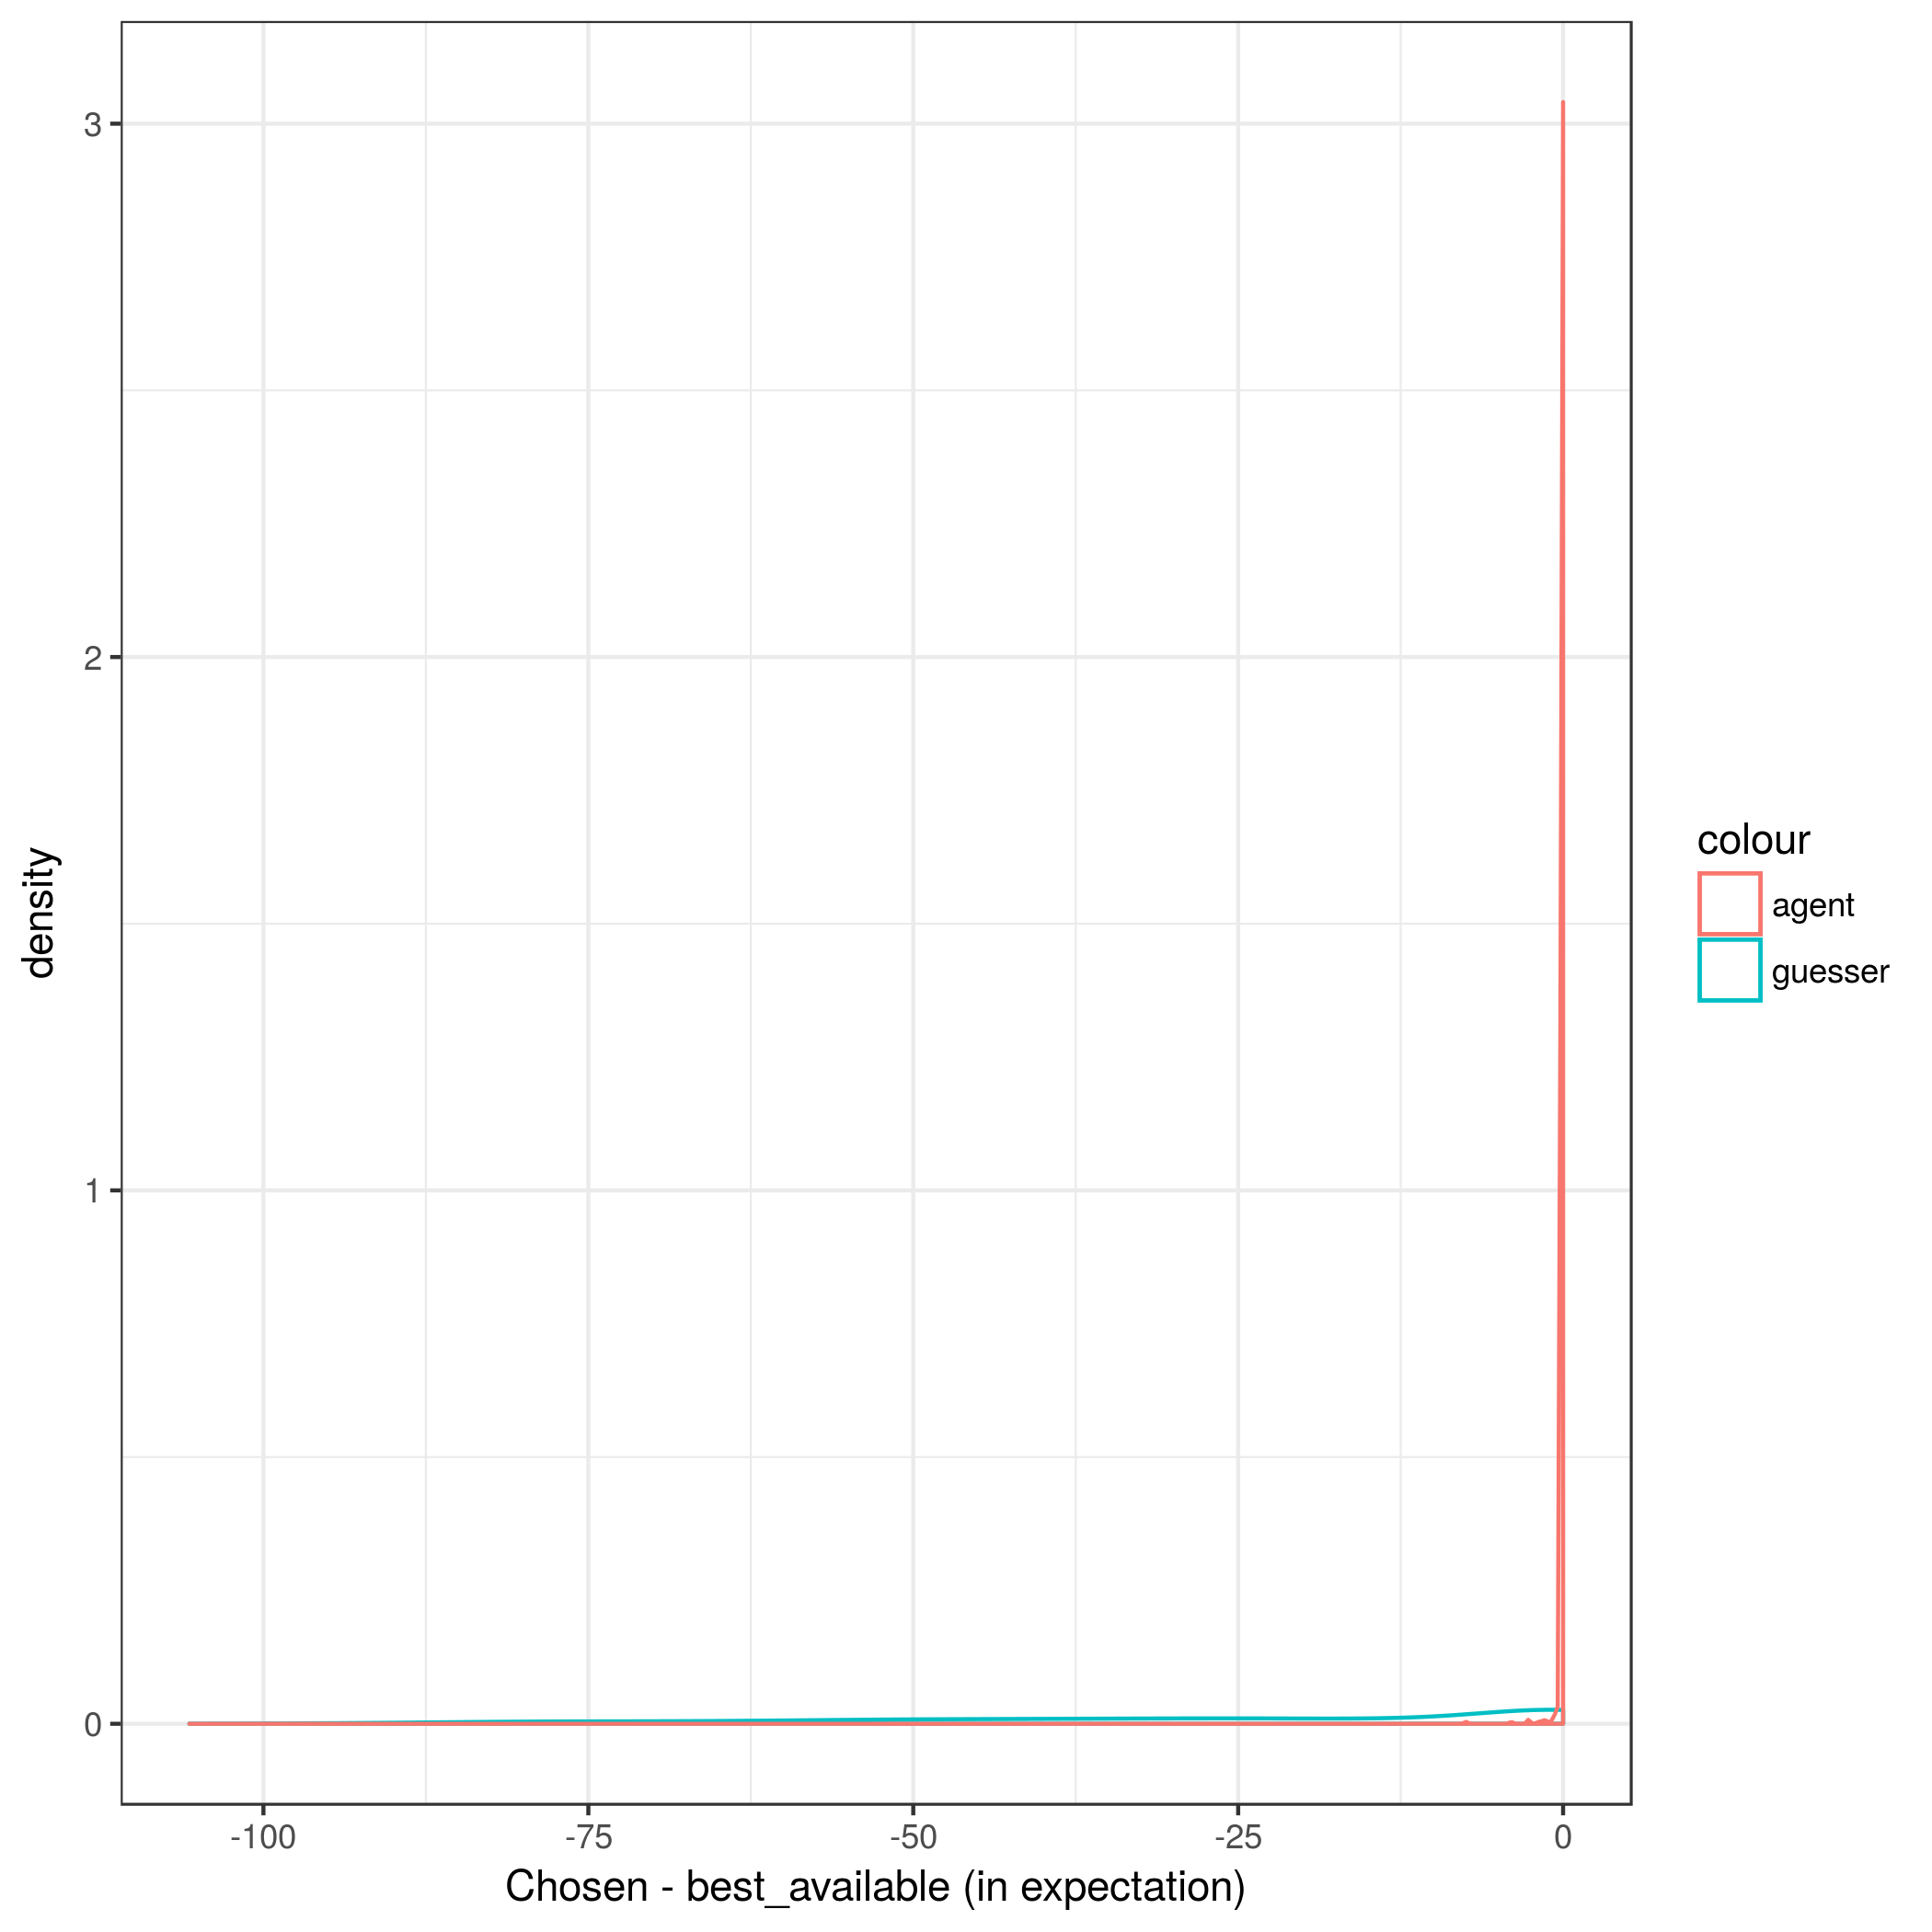 3
2
1
0
density
-100
-75
-50
-25
0
Chosen - best_available (in expectation)
colour
agent
guesser